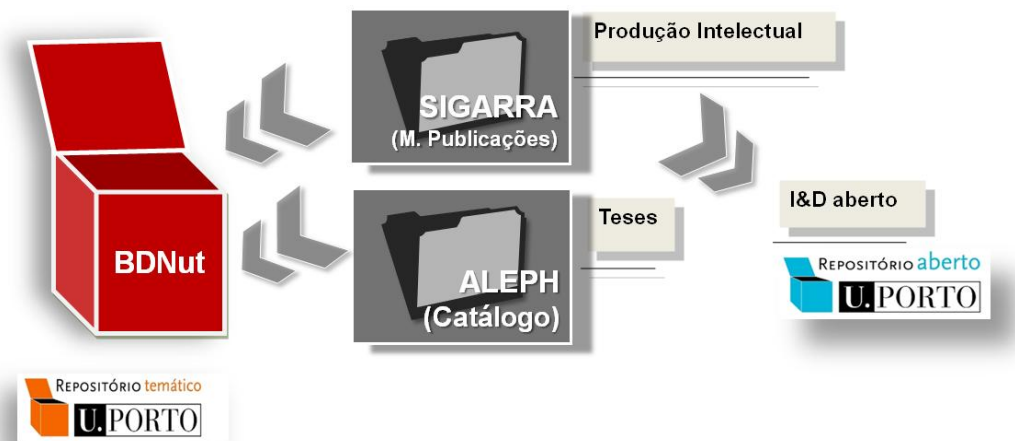 Produção Intelectual
SIGARRA
(M. Publicações)
BDNut
Teses
ALEPH
(Catálogo)
I&D aberto
REPOSITÓRIO aberto
U. PORTO
REPOSITÓRIO temático
U. PORTO